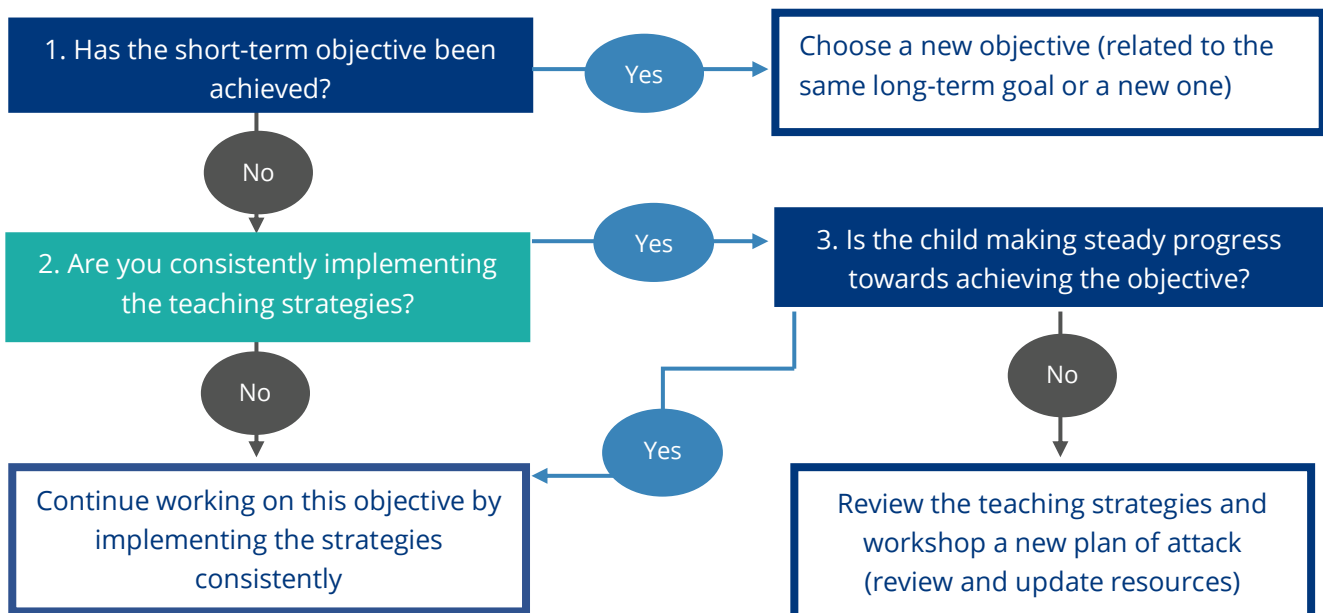 1. Has the short-term objective been
achieved?
Yes
Choose a new objective (related to the
same long-term goal or a new one)
No
2. Are you consistently implementing
the teaching strategies?
Yes
3. Is the child making steady progress
towards achieving the objective?
No
Yes
No
Continue working on this objective by
implementing the strategies
consistently
Review the teaching strategies and
workshop a new plan of attack
(review and update resources)